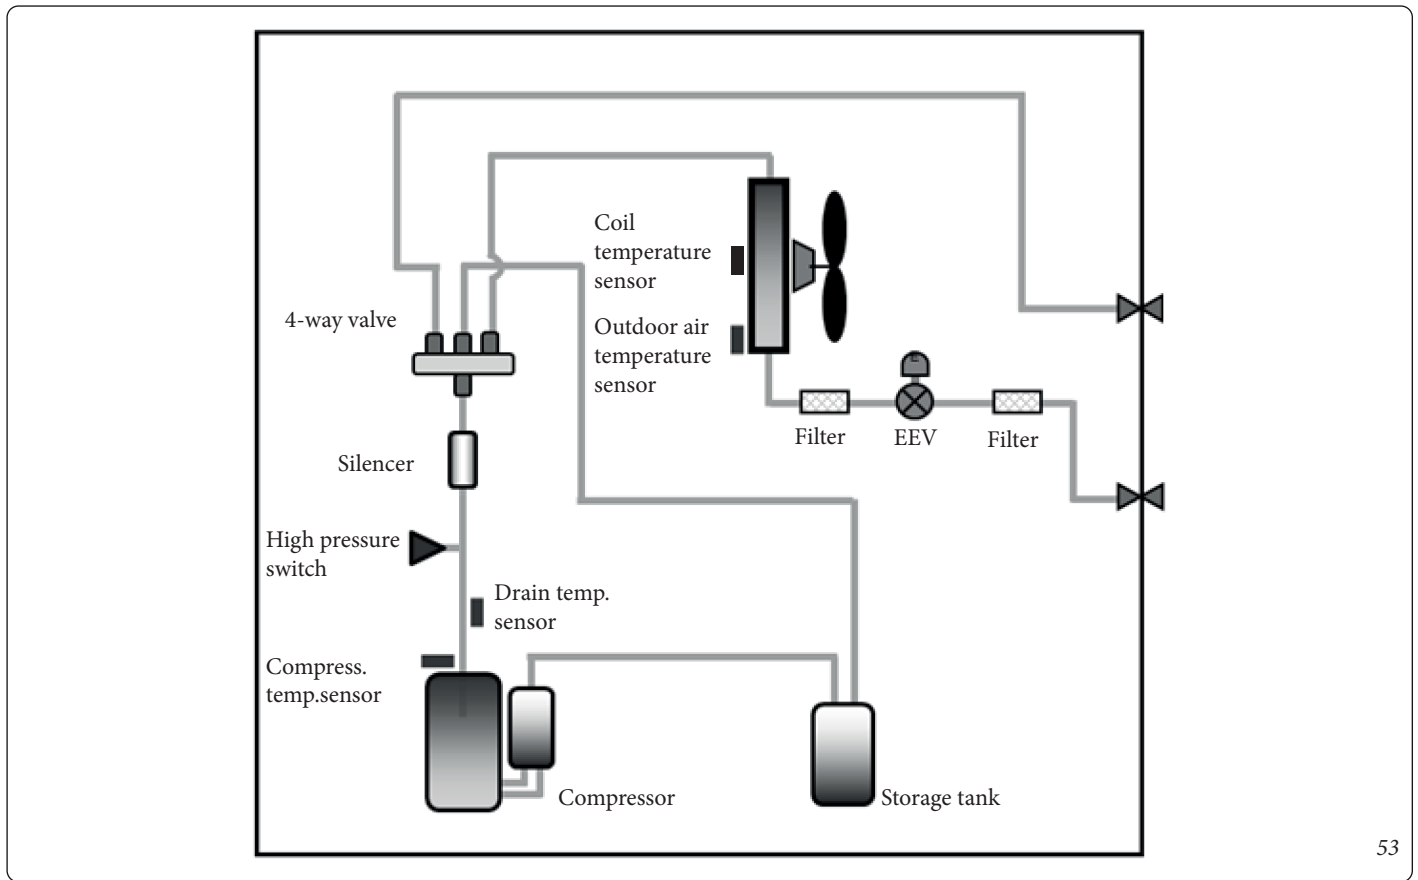 Coil
temperature
sensor
Outdoor air
temperature
sensor
4-way valve
E
Filter
EEV
Filter
Silencer
High pressure
switch
Drain temp.
sensor
Compress.
temp.sensor
Compressor
Storage tank
53